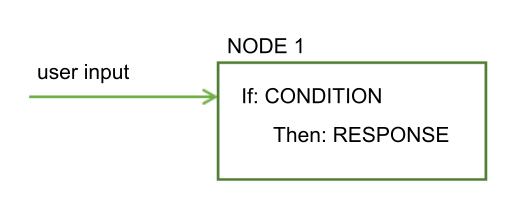 NODE 1
user input
If: CONDITION
Then: RESPONSE